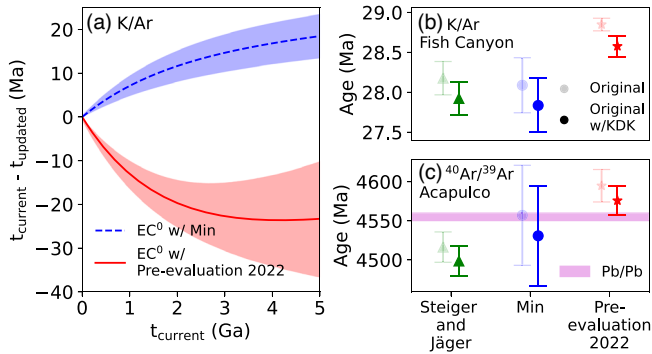 (a) K/Ar
20
10
0
−10
−20
−30
−40
t_current - t_updated (Ma)
EC⁰ w/ Min
EC⁰ w/
Pre-evaluation 2022
0 1 2 3 4 5
t_current (Ga)
(b) K/Ar
Fish Canyon
29.0
28.5
28.0
27.5
Age (Ma)
Original
Original
w/KDK
(c) ⁴⁰Ar/³⁹Ar
Acapulco
4600
4550
4500
Age (Ma)
Pb/Pb
Steiger
and
Jäger
Min
Pre-
evaluation
2022